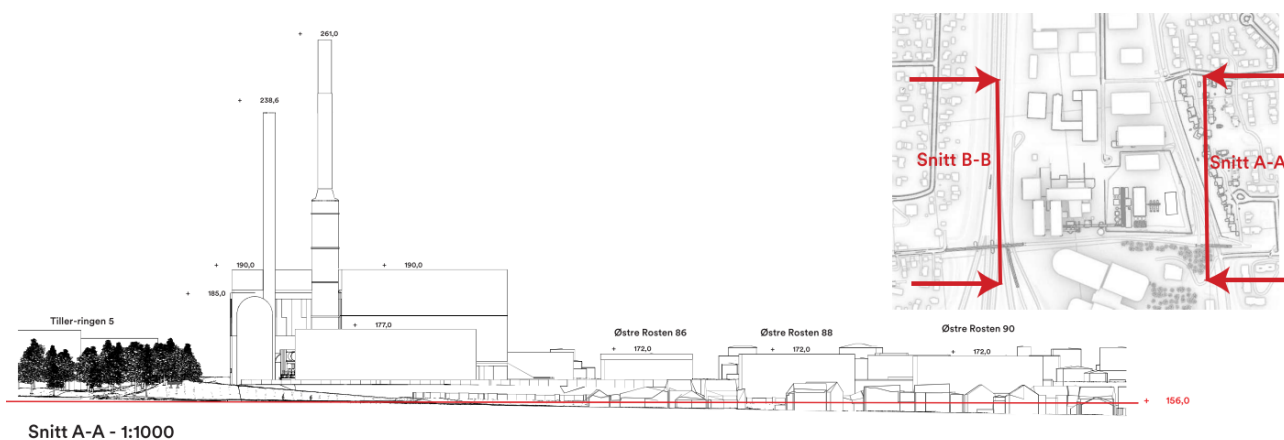 + 261,0
+ 238,6
+ 190,0
+ 190,0
+ 185,0
+ 177,0
Tiller-ringen 5
Østre Rosten 86
+ 172,0
Østre Rosten 88
+ 172,0
Østre Rosten 90
+ 172,0
+ 156,0
Snitt A-A - 1:1000
Snitt B-B
Snitt A-A